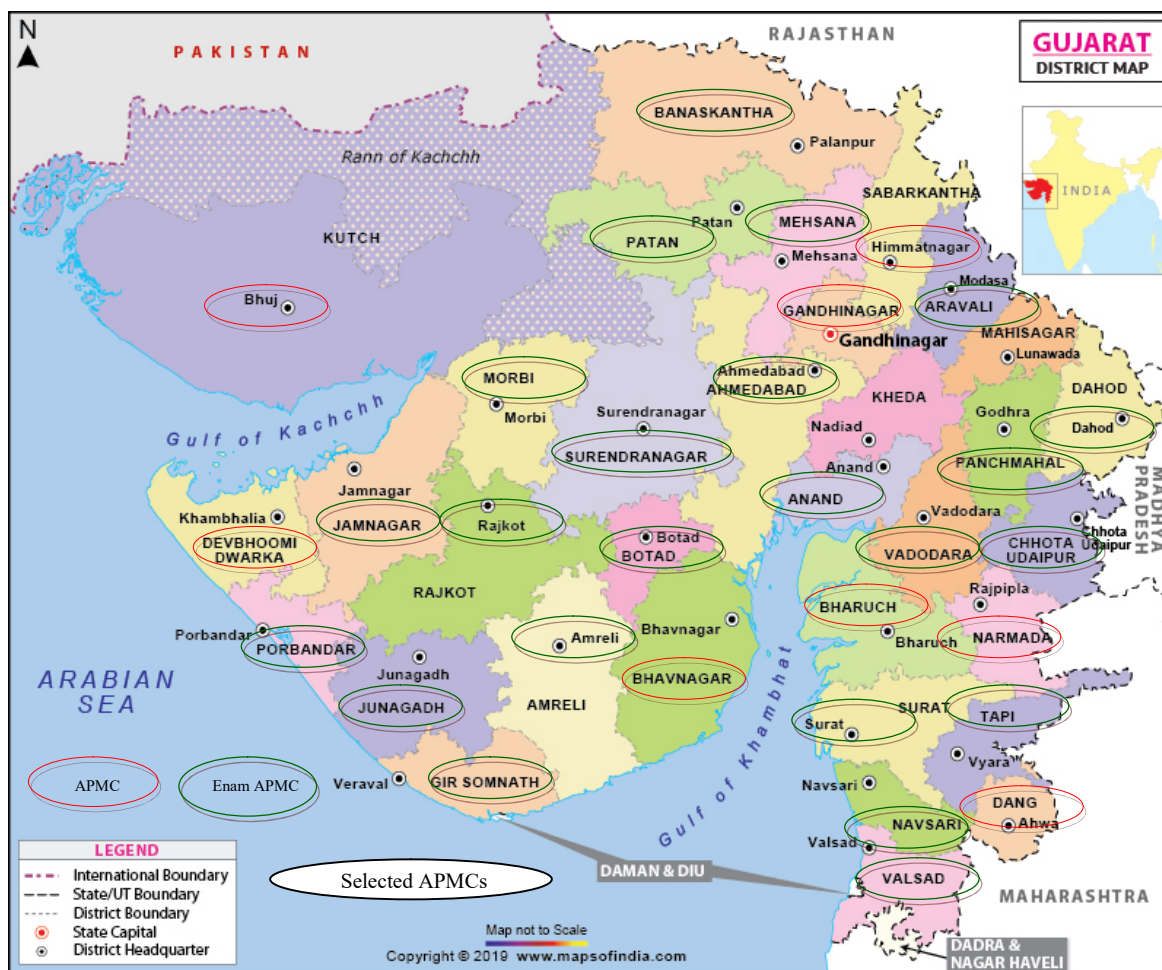 N
PAKISTAN
RAJASTHAN
GUJARAT
DISTRICT MAP
INDIA
BANASKANTHA
Palanpur
Rann of Kachchh
SABARKANTHA
Patan
MEHSANA
KUTCH
PATAN
Mehsana
Himmatnagar
Bhuj
Modasa
GANDHINAGAR
ARAVALI
Gandhinagar
MAHISAGAR
Lunawada
MORBI
Ahmedabad
AHMEDABAD
DAHOD
KHEDA
Morbi
Surendranagar
Godhra
Dahod
Gulf of Kachchh
Nadiad
SURENDRANAGAR
Anand
PANCHMAHAL
MADHYA
PRADESH
Jamnagar
ANAND
Khambhalia
JAMNAGAR
Rajkot
Vadodara
Chhota
Udaipur
DEVBHOOMI
DWARKA
Botad
BOTAD
VADODARA
CHHOTA
UDAIPUR
RAJKOT
Rajpipla
BHARUCH
Porbandar
PORBANDAR
Amreli
Bhavnagar
Bharuch
NARMADA
Junagadh
ARABIAN
SEA
BHAVNAGAR
JUNAGADH
AMRELI
SURAT
TAPI
Surat
Gulf of Khambhat
Vyara
APMC
Enam APMC
Veraval
GIR SOMNATH
Navsari
DANG
Ahwa
NAVSARI
Valsad
LEGEND
International Boundary
State/UT Boundary
District Boundary
State Capital
District Headquarter
Selected APMCs
DAMAN & DIU
VALSAD
MAHARASHTRA
Map not to Scale
Copyright © 2019 www.mapsofindia.com
DADRA &
NAGAR HAVELI